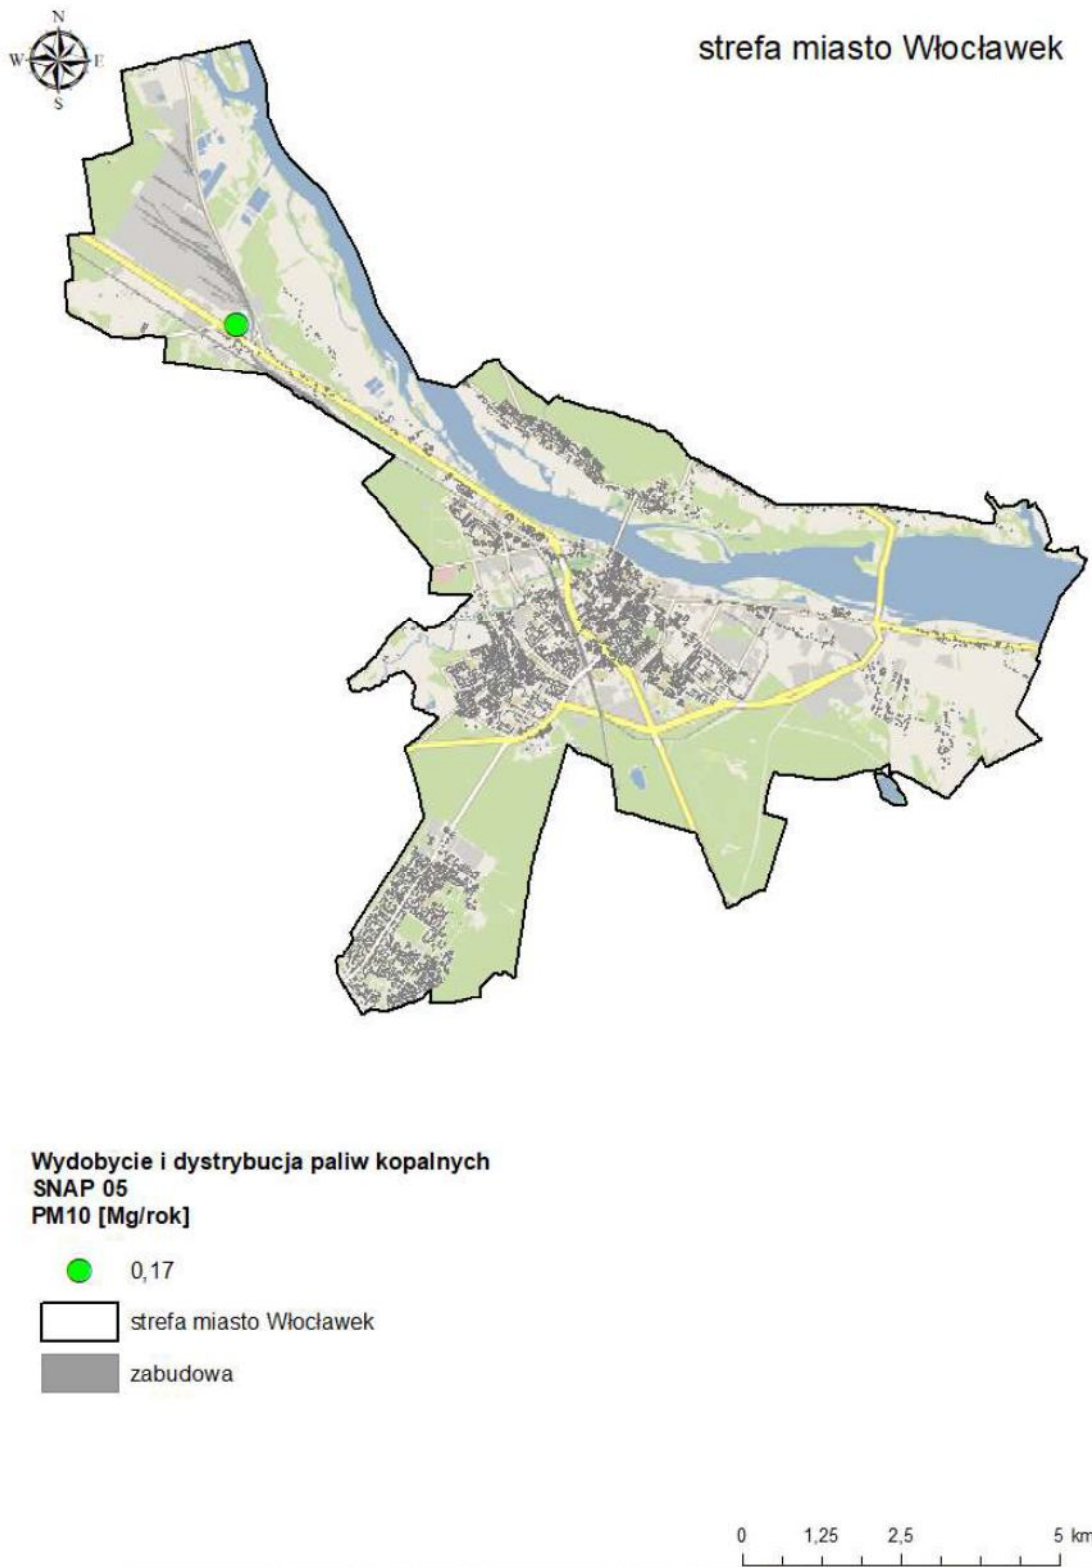 N
W E
S
strefa miasto Włocławek
Wydobycie i dystrybucja paliw kopalnych
SNAP 05
PM10 [Mg/rok]
0,17
strefa miasto Włocławek
zabudowa
0 1,25 2,5 5 km